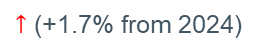 ↑ (+1.7% from 2024)